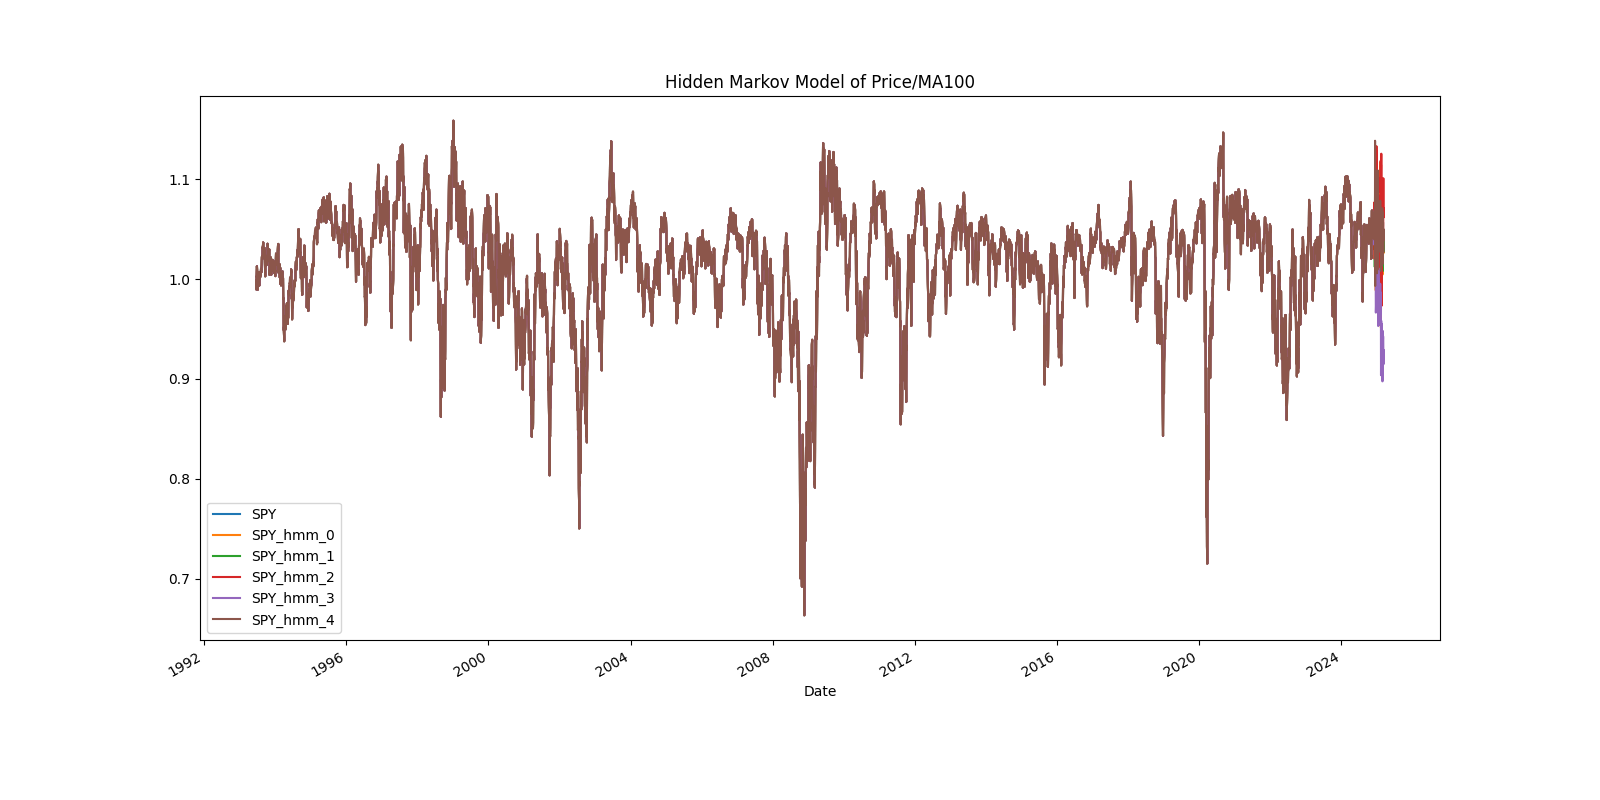 Hidden Markov Model of Price/MA100
1.1
1.0
0.9
0.8
0.7
SPY
SPY_hmm_0
SPY_hmm_1
SPY_hmm_2
SPY_hmm_3
SPY_hmm_4
1992 1996 2000 2004 2008 2012 2016 2020 2024
Date